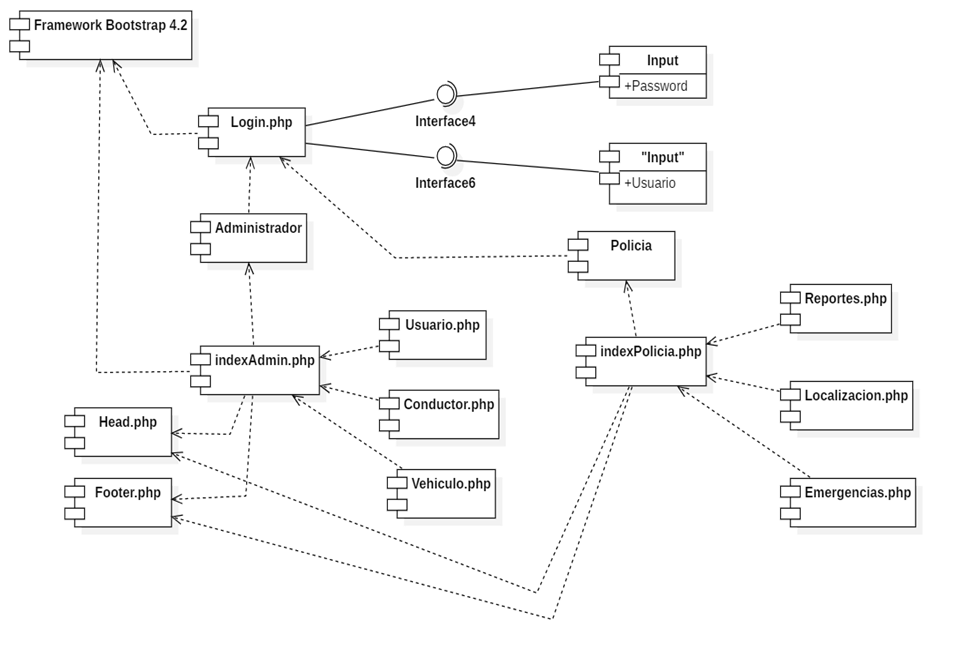 Framework Bootstrap 4.2
Input
+Password
Login.php
Interface4
"Input"
+Usuario
Interface6
Administrador
Policia
Reportes.php
Usuario.php
indexAdmin.php
indexPolicia.php
Conductor.php
Localizacion.php
Head.php
Vehiculo.php
Footer.php
Emergencias.php